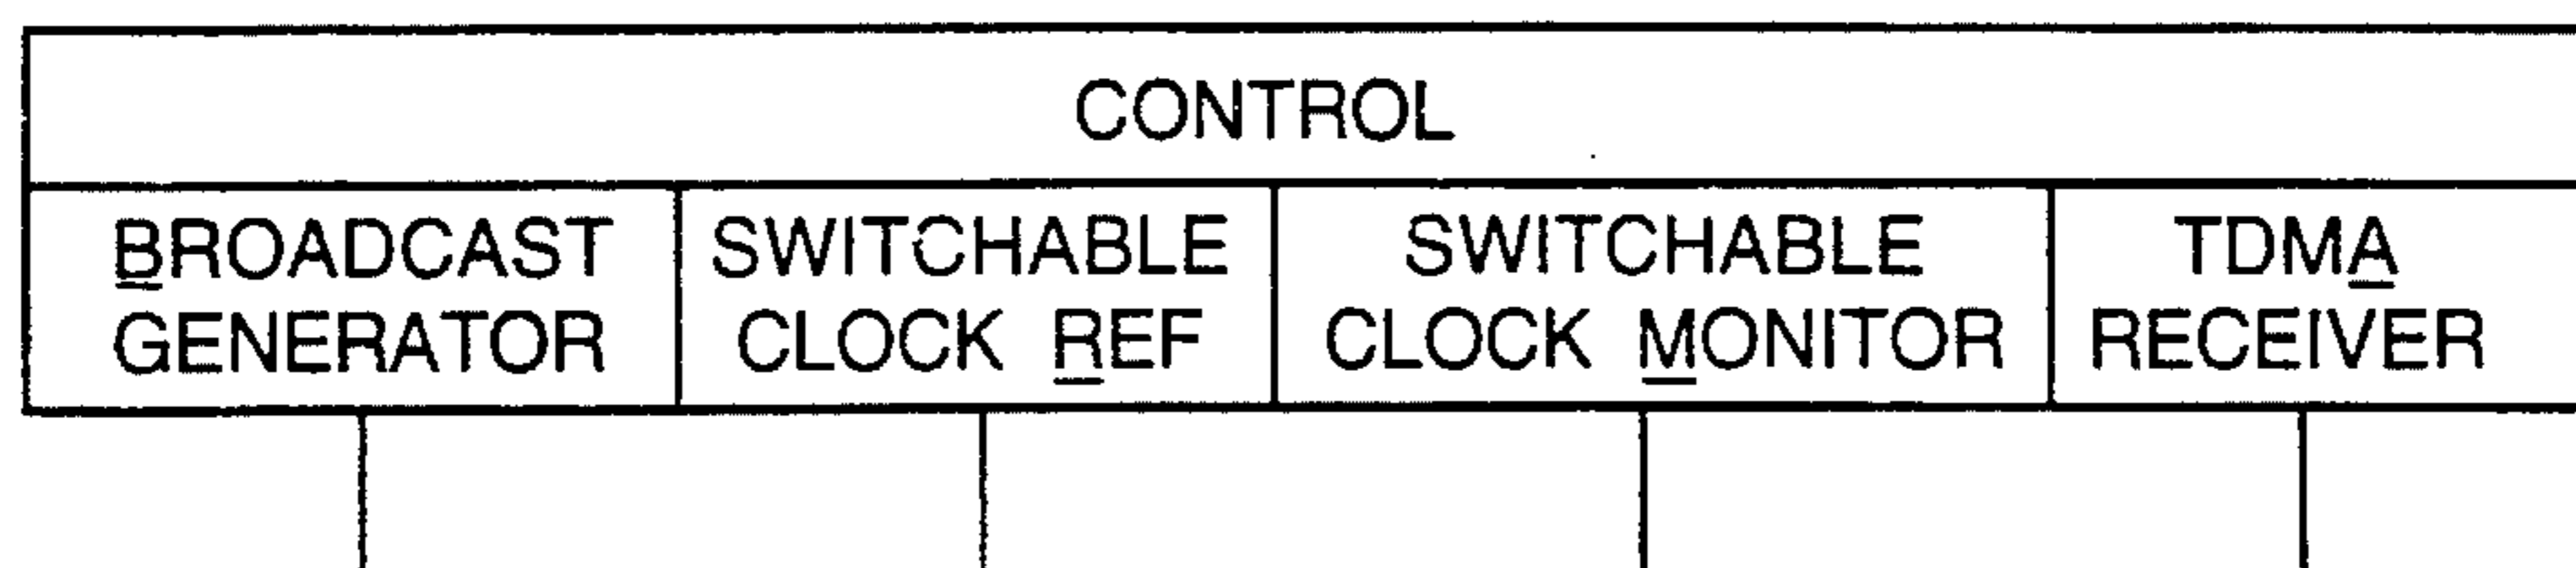 CONTROL
BROADCAST
GENERATOR
SWITCHABLE
CLOCK REF
SWITCHABLE
CLOCK MONITOR
TDMA
RECEIVER